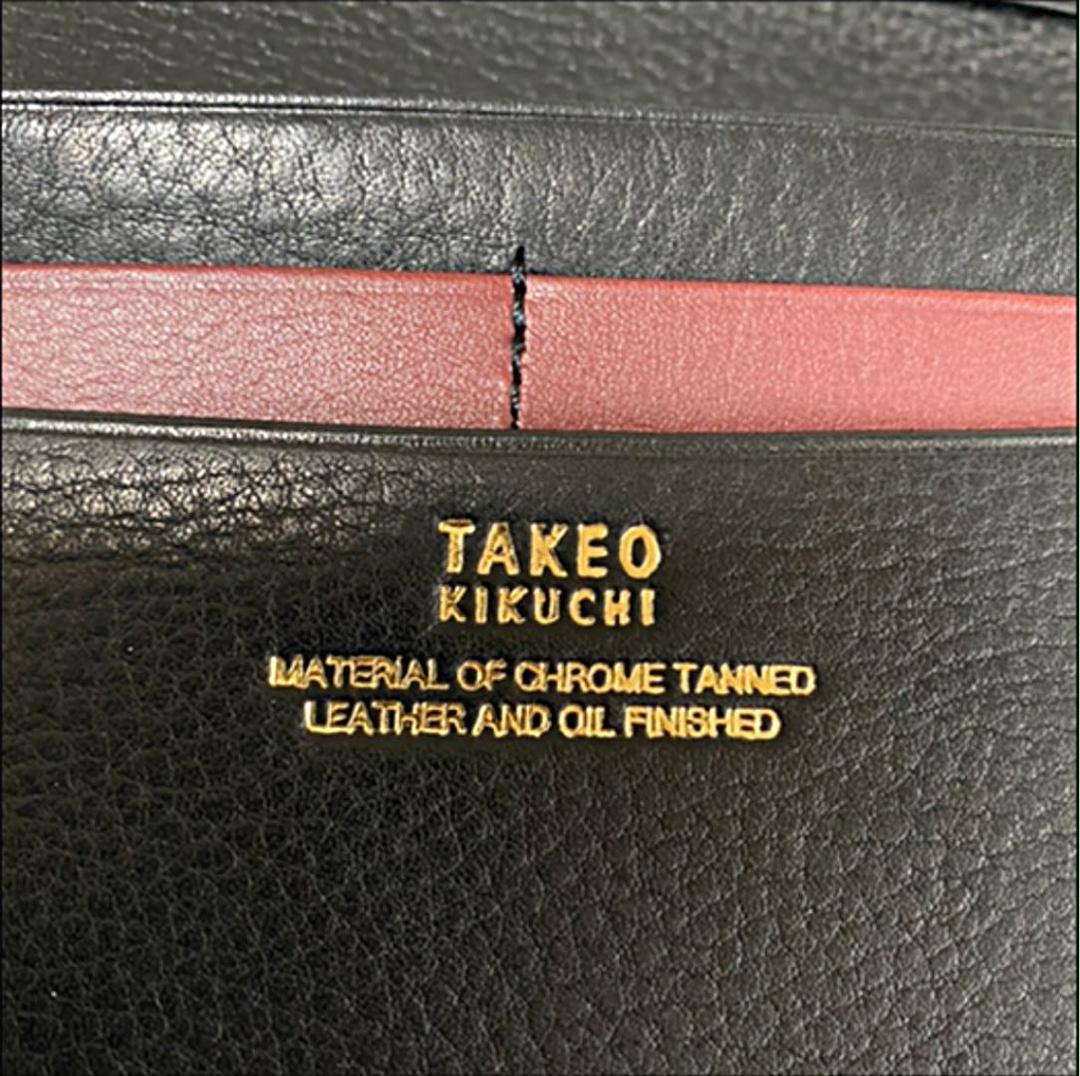 TAKEO
KIKUCHI
MATERIAL OF CHROME TANNED
LEATHER AND OIL FINISHED